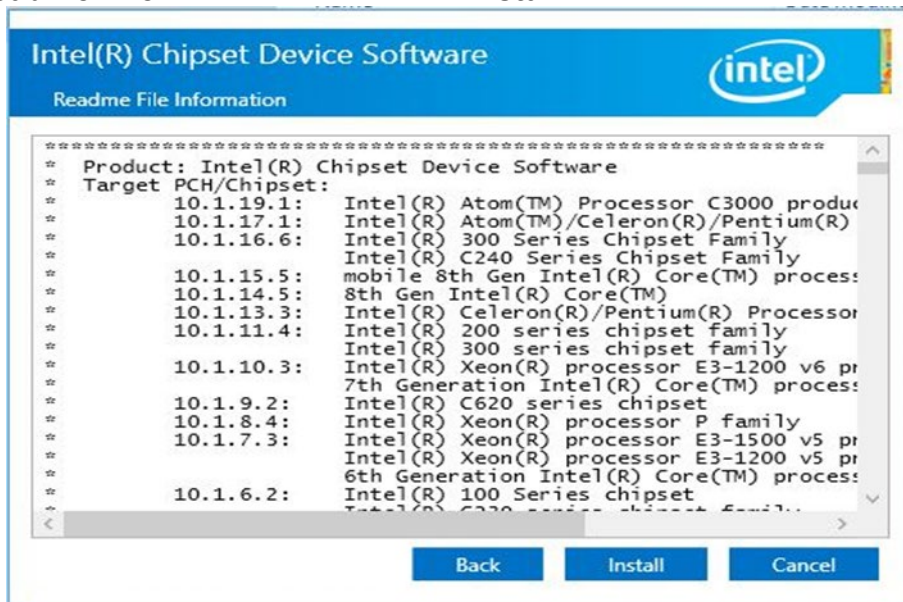 Intel(R) Chipset Device Software
intel
Readme File Information
************************************************************
* Product: Intel(R) Chipset Device Software
* Target PCH/Chipset:
* 10.1.19.1: Intel(R) Atom(TM) Processor C3000 produc
* 10.1.17.1: Intel(R) Atom(TM)/Celeron(R)/Pentium(R)
* 10.1.16.6: Intel(R) 300 Series Chipset Family
* Intel(R) C240 Series Chipset Family
* 10.1.15.5: mobile 8th Gen Intel(R) Core(TM) process
* 10.1.14.5: 8th Gen Intel(R) Core(TM)
* 10.1.13.3: Intel(R) Celeron(R)/Pentium(R) Processor
* 10.1.11.4: Intel(R) 200 series chipset family
* Intel(R) 300 series chipset family
* 10.1.10.3: Intel(R) Xeon(R) processor E3-1200 v6 pr
* 7th Generation Intel(R) Core(TM) process
* 10.1.9.2: Intel(R) C620 series chipset
* 10.1.8.4: Intel(R) Xeon(R) processor P family
* 10.1.7.3: Intel(R) Xeon(R) processor E3-1500 v5 pr
* Intel(R) Xeon(R) processor E3-1200 v5 pr
* 6th Generation Intel(R) Core(TM) process
* 10.1.6.2: Intel(R) 100 Series chipset
Back
Install
Cancel